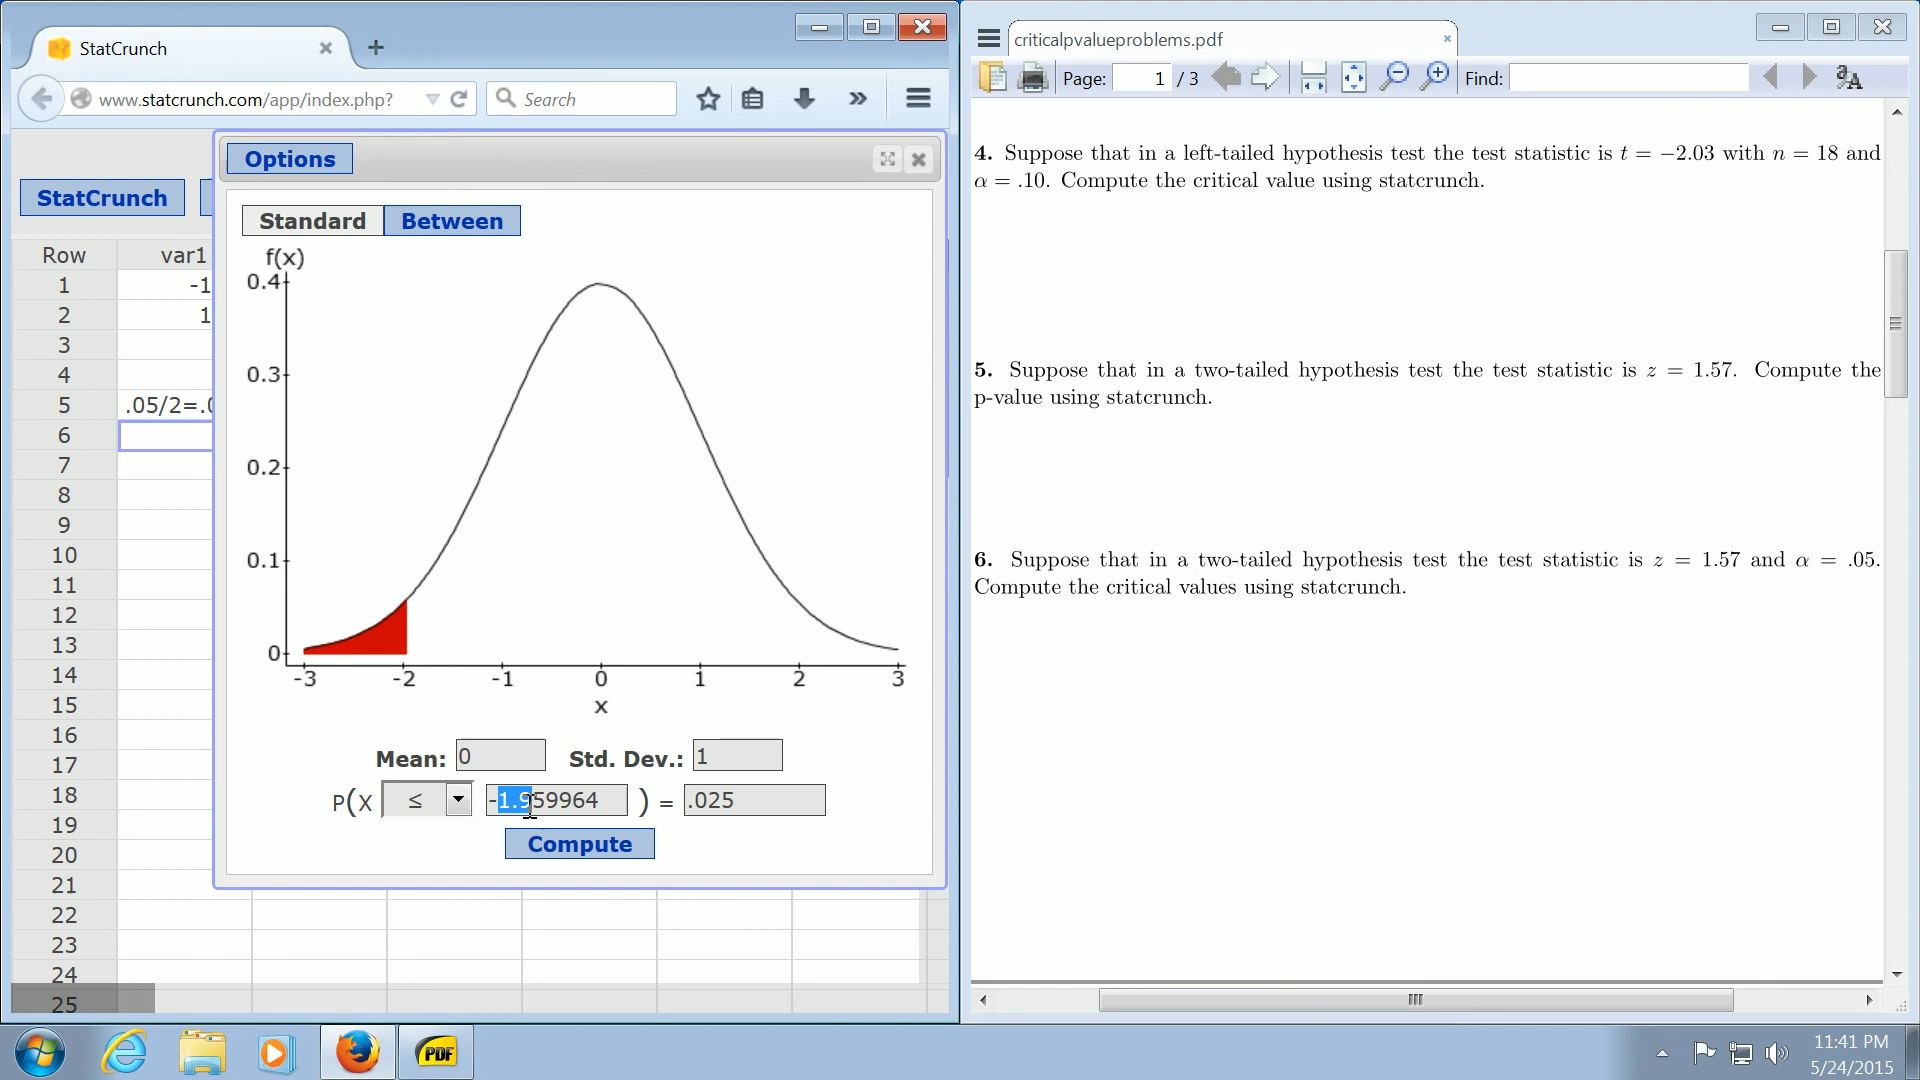 StatCrunch
www.statcrunch.com/app/index.php?
Search
Options
StatCrunch
Standard Between
Row var1
1 -1
2 1
3
4
5 .05/2=.0
6
7
8
9
10
11
12
13
14
15
16
17
18
19
20
21
22
23
24
25
f(x)
0.4
0.3
0.2
0.1
0
-3 -2 -1 0 1 2 3
x
Mean: 0 Std. Dev.: 1
P(X ≤ -1.959964 ) = .025
Compute
criticalpvalueproblems.pdf
Page: 1 / 3 Find:
4. Suppose that in a left-tailed hypothesis test the test statistic is t = −2.03 with n = 18 and
α = .10. Compute the critical value using statcrunch.
5. Suppose that in a two-tailed hypothesis test the test statistic is z = 1.57. Compute the
p-value using statcrunch.
6. Suppose that in a two-tailed hypothesis test the test statistic is z = 1.57 and α = .05.
Compute the critical values using statcrunch.
PDF
11:41 PM
5/24/2015